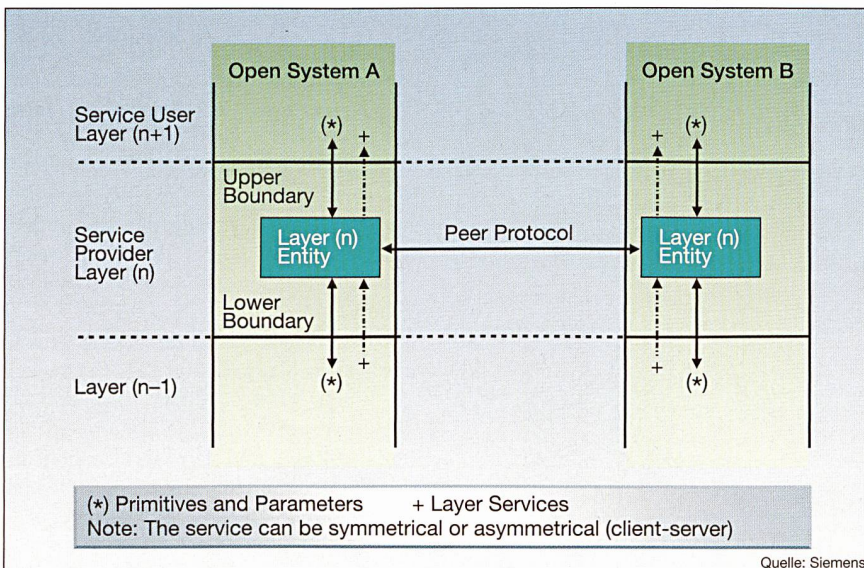 Open System A
Open System B
Service User
Layer (n+1)
(*)
+
+
(*)
Upper
Boundary
Service
Provider
Layer (n)
Layer (n)
Entity
Peer Protocol
Layer (n)
Entity
Lower
Boundary
Layer (n–1)
(*)
+
+
(*)
(*) Primitives and Parameters + Layer Services
Note: The service can be symmetrical or asymmetrical (client-server)
Quelle: Siemens